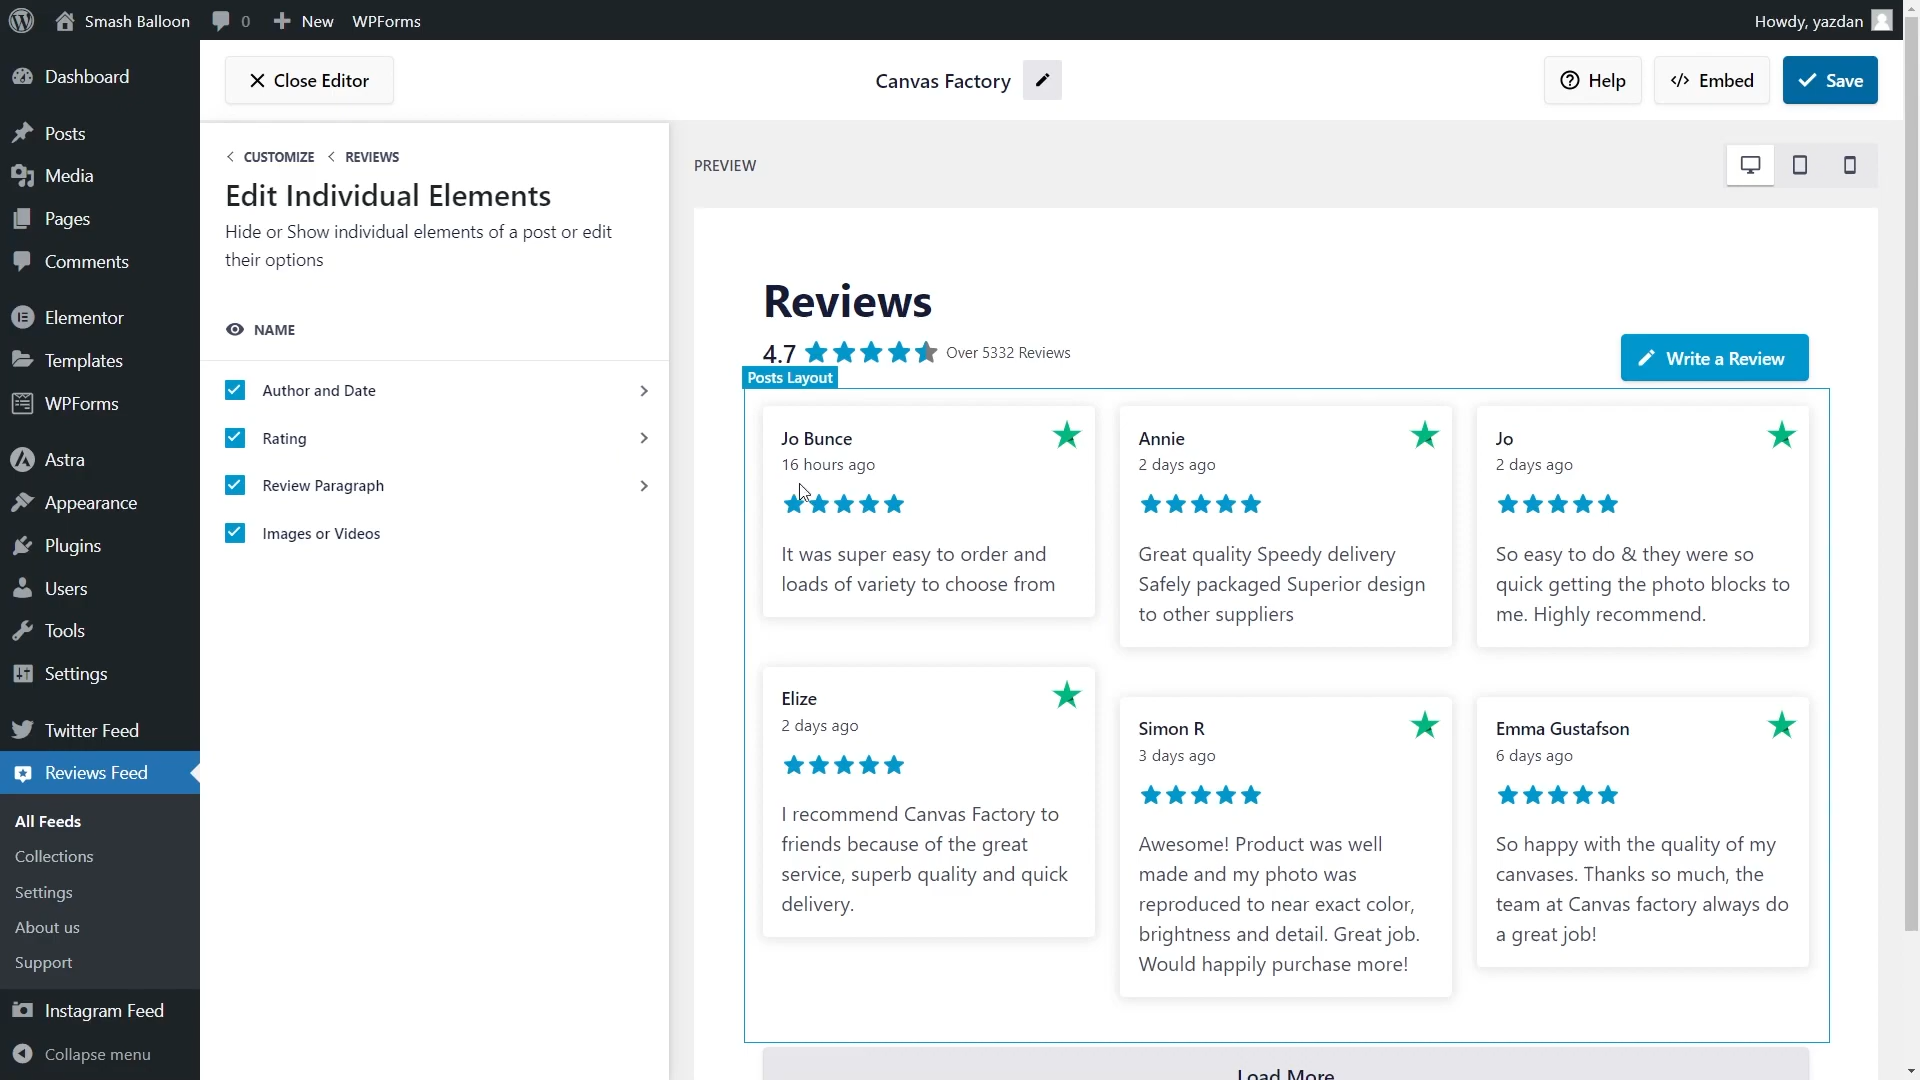 Smash Balloon
0
New
WPForms
Howdy, yazdan
Dashboard
Posts
Media
Pages
Comments
Elementor
Templates
WPForms
Astra
Appearance
Plugins
Users
Tools
Settings
Twitter Feed
Reviews Feed
All Feeds
Collections
Settings
About us
Support
Instagram Feed
Collapse menu
Close Editor
Canvas Factory
Help
Embed
Save
CUSTOMIZE
REVIEWS
Edit Individual Elements
Hide or Show individual elements of a post or edit
their options
NAME
Author and Date
Rating
Review Paragraph
Images or Videos
PREVIEW
Reviews
4.7
Over 5332 Reviews
Write a Review
Posts Layout
Jo Bunce
16 hours ago
It was super easy to order and
loads of variety to choose from
Annie
2 days ago
Great quality Speedy delivery
Safely packaged Superior design
to other suppliers
Jo
2 days ago
So easy to do & they were so
quick getting the photo blocks to
me. Highly recommend.
Elize
2 days ago
I recommend Canvas Factory to
friends because of the great
service, superb quality and quick
delivery.
Simon R
3 days ago
Awesome! Product was well
made and my photo was
reproduced to near exact color,
brightness and detail. Great job.
Would happily purchase more!
Emma Gustafson
6 days ago
So happy with the quality of my
canvases. Thanks so much, the
team at Canvas factory always do
a great job!
Load More